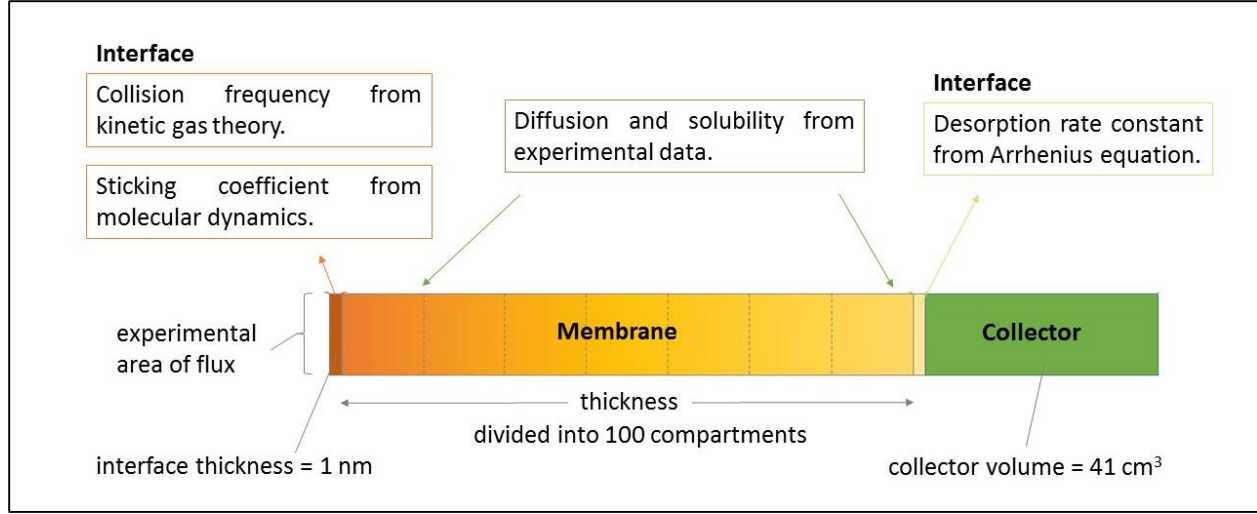 Interface
Collision frequency from
kinetic gas theory.
Sticking coefficient from
molecular dynamics.
Diffusion and solubility from
experimental data.
Interface
Desorption rate constant
from Arrhenius equation.
experimental
area of flux
Membrane
Collector
thickness
divided into 100 compartments
interface thickness = 1 nm
collector volume = 41 cm³